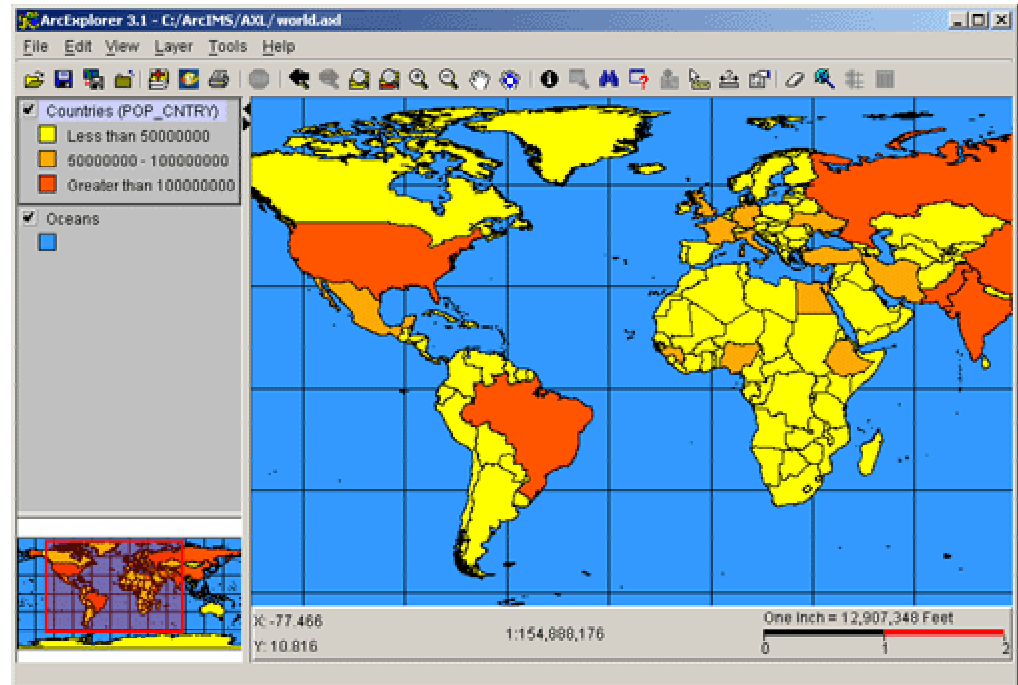 ArcExplorer 3.1 - C:/ArcIMS/AXL/world.axl
File Edit View Layer Tools Help
Countries (POP_CNTRY)
Less than 50000000
50000000 - 100000000
Greater than 100000000
Oceans
X: -77.466
Y: 10.816
1:154,888,176
One Inch = 12,907,348 Feet
0 1 2